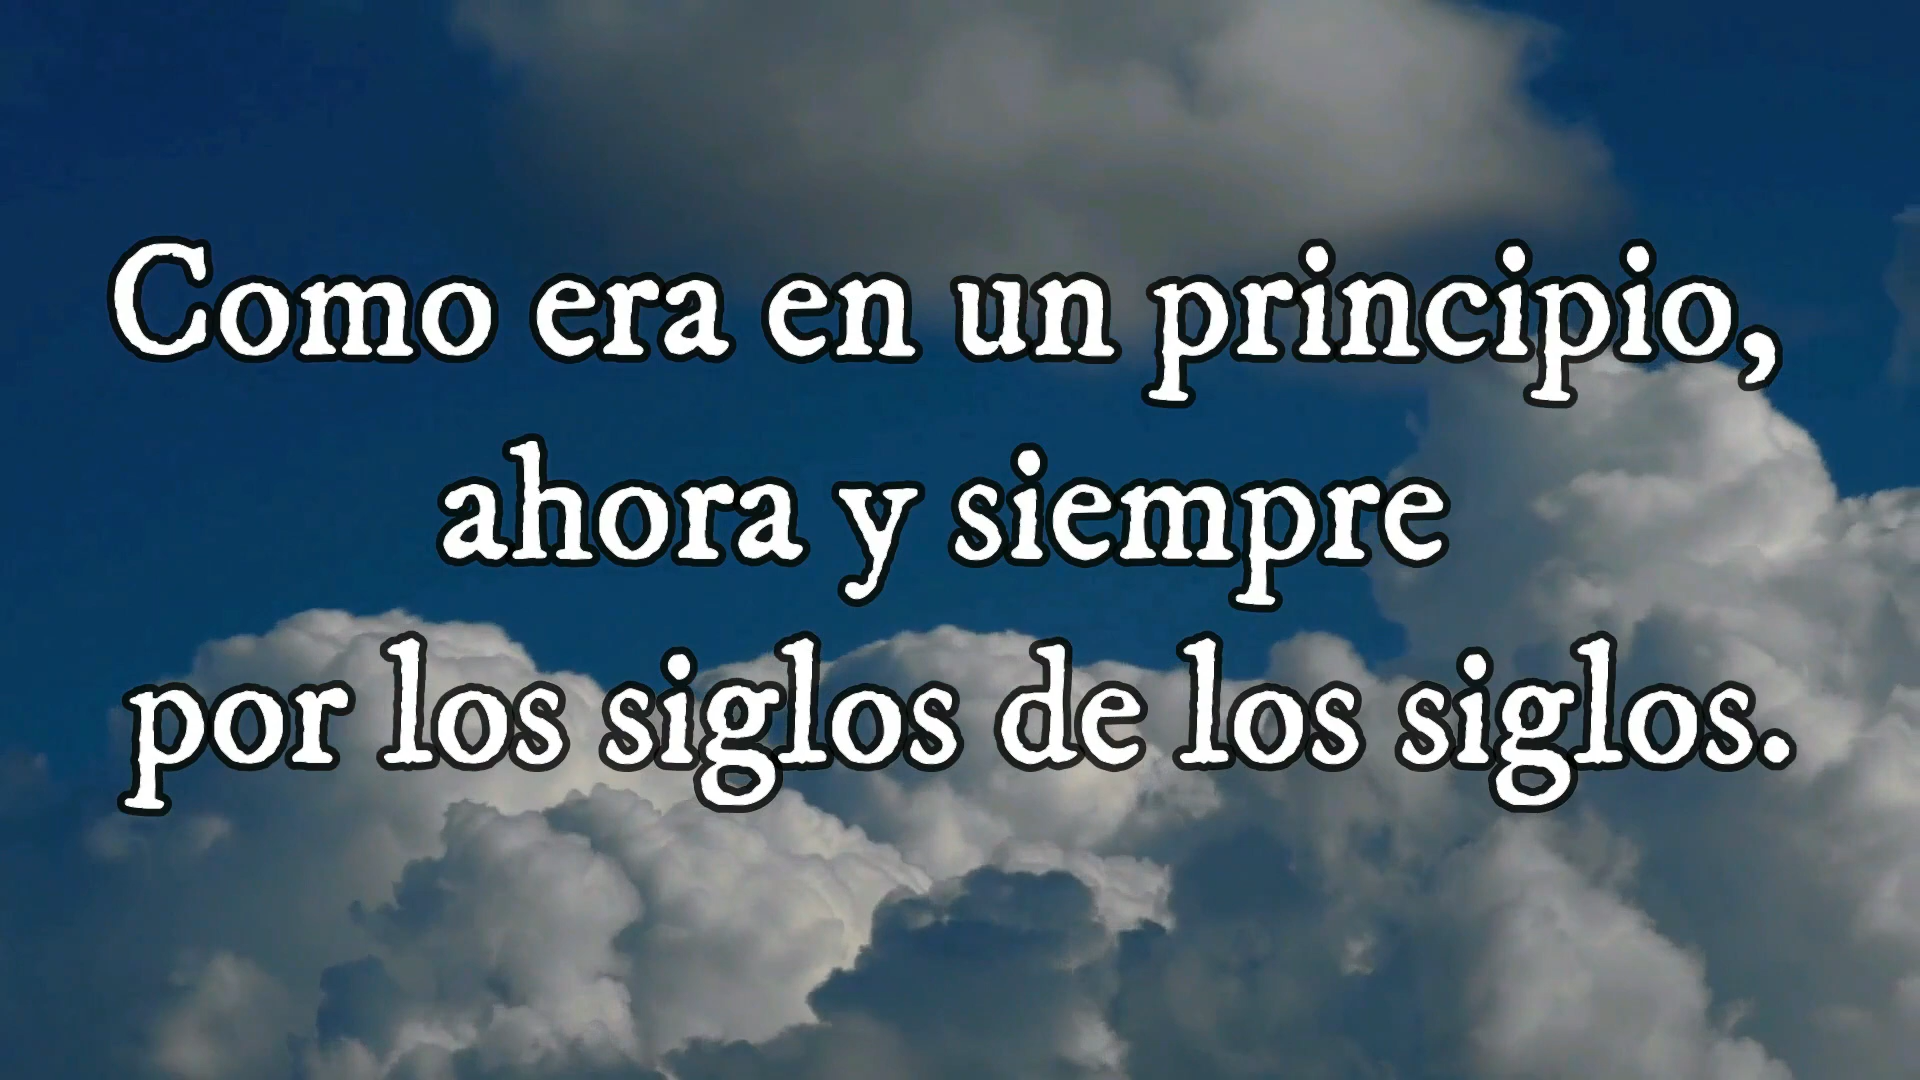 Como era en un principio,
ahora y siempre
por los siglos de los siglos.